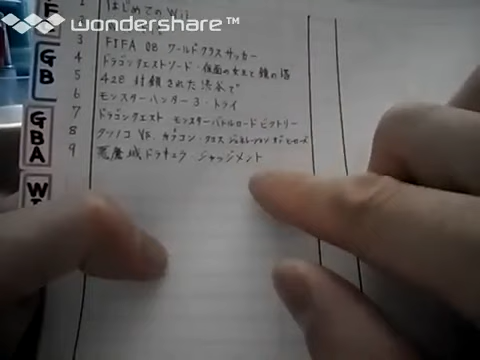 wondershare™
1 はじめてのWii
2
3 FIFA 08 ワールドクラスサッカー
4 ドラゴンクエストソード・仮面の女王と鏡の塔
5 428 封鎖された渋谷で
6 モンスターハンター3・トライ
7 ドラゴンクエスト モンスターバトルロードビクトリー
8 タツノコ VS. カプコン・クロス ジェネレーション オブ ヒーローズ
9 悪魔城ドラキュラ・ジャッジメント
GB
GBA